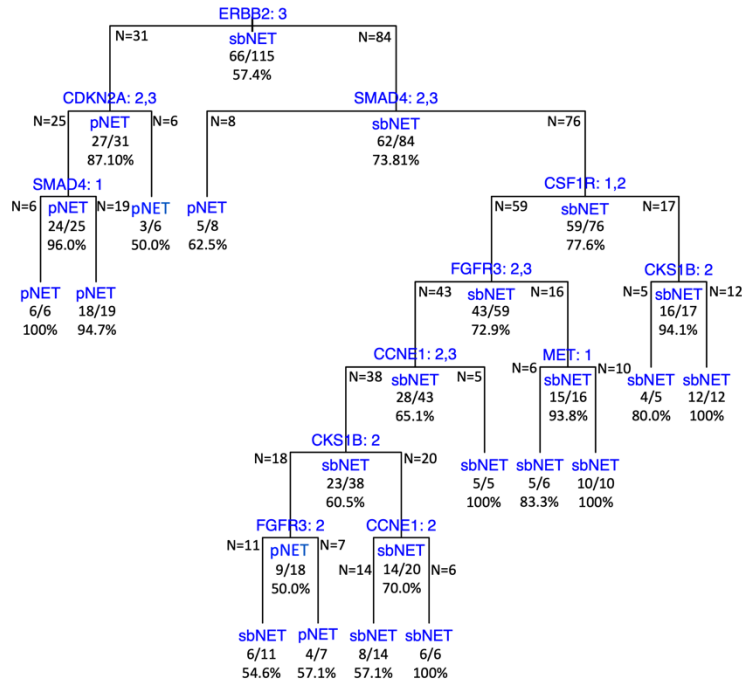 ERBB2: 3
N=31
sbNET
N=84
66/115
57.4%
CDKN2A: 2,3
SMAD4: 2,3
N=25
pNET
N=6
N=8
sbNET
N=76
27/31
62/84
87.10%
73.81%
SMAD4: 1
CSF1R: 1,2
N=6
pNET
N=19
pNET
pNET
N=59
sbNET
N=17
24/25
3/6
5/8
59/76
96.0%
50.0%
62.5%
77.6%
FGFR3: 2,3
CKS1B: 2
pNET
pNET
N=43
sbNET
N=16
N=5
sbNET
N=12
6/6
18/19
43/59
16/17
100%
94.7%
72.9%
94.1%
CCNE1: 2,3
MET: 1
N=38
sbNET
N=5
N=6
sbNET
N=10
sbNET
sbNET
28/43
15/16
4/5
12/12
65.1%
93.8%
80.0%
100%
CKS1B: 2
N=18
sbNET
N=20
sbNET
sbNET
sbNET
23/38
5/5
5/6
10/10
60.5%
100%
83.3%
100%
FGFR3: 2
CCNE1: 2
N=11
pNET
N=7
sbNET
9/18
N=14
14/20
N=6
50.0%
70.0%
sbNET
pNET
sbNET
sbNET
6/11
4/7
8/14
6/6
54.6%
57.1%
57.1%
100%